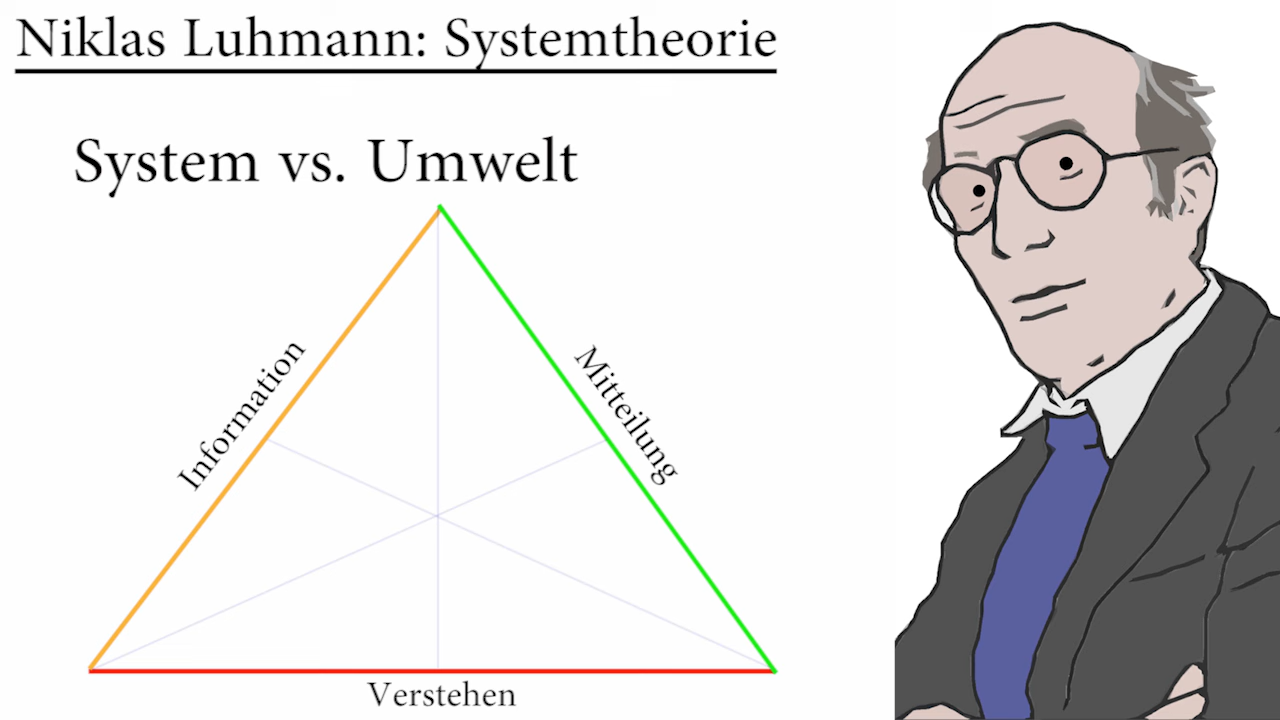 Niklas Luhmann: Systemtheorie
System vs. Umwelt
Information
Mitteilung
Verstehen